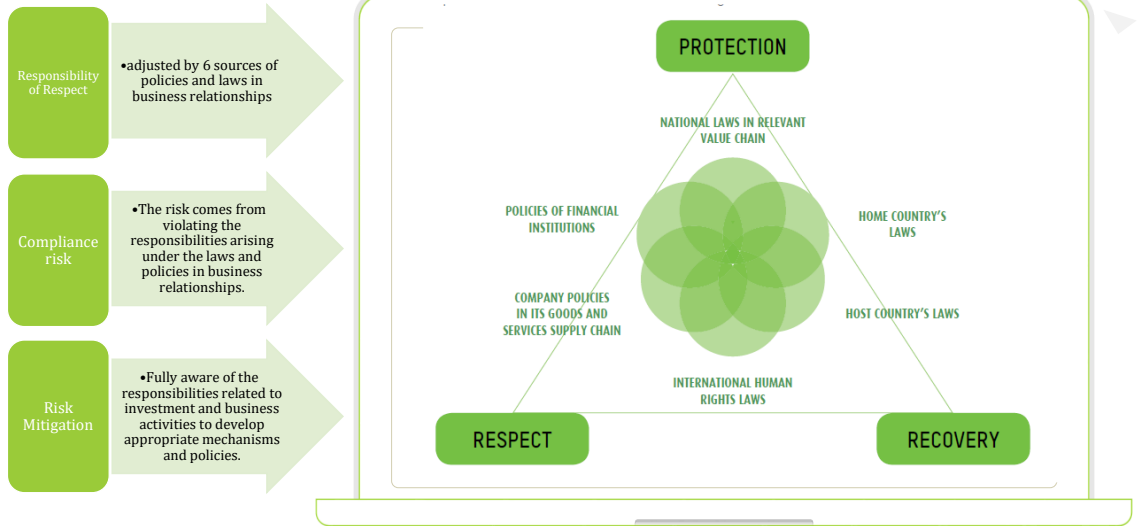 Responsibility
of Respect
•adjusted by 6 sources of
policies and laws in
business relationships
Compliance
risk
•The risk comes from
violating the
responsibilities arising
under the laws and
policies in business
relationships.
Risk
Mitigation
•Fully aware of the
responsibilities related to
investment and business
activities to develop
appropriate mechanisms
and policies.
PROTECTION
NATIONAL LAWS IN RELEVANT
VALUE CHAIN
POLICIES OF FINANCIAL
INSTITUTIONS
HOME COUNTRY'S
LAWS
COMPANY POLICIES
IN ITS GOODS AND
SERVICES SUPPLY CHAIN
HOST COUNTRY'S LAWS
INTERNATIONAL HUMAN
RIGHTS LAWS
RESPECT
RECOVERY